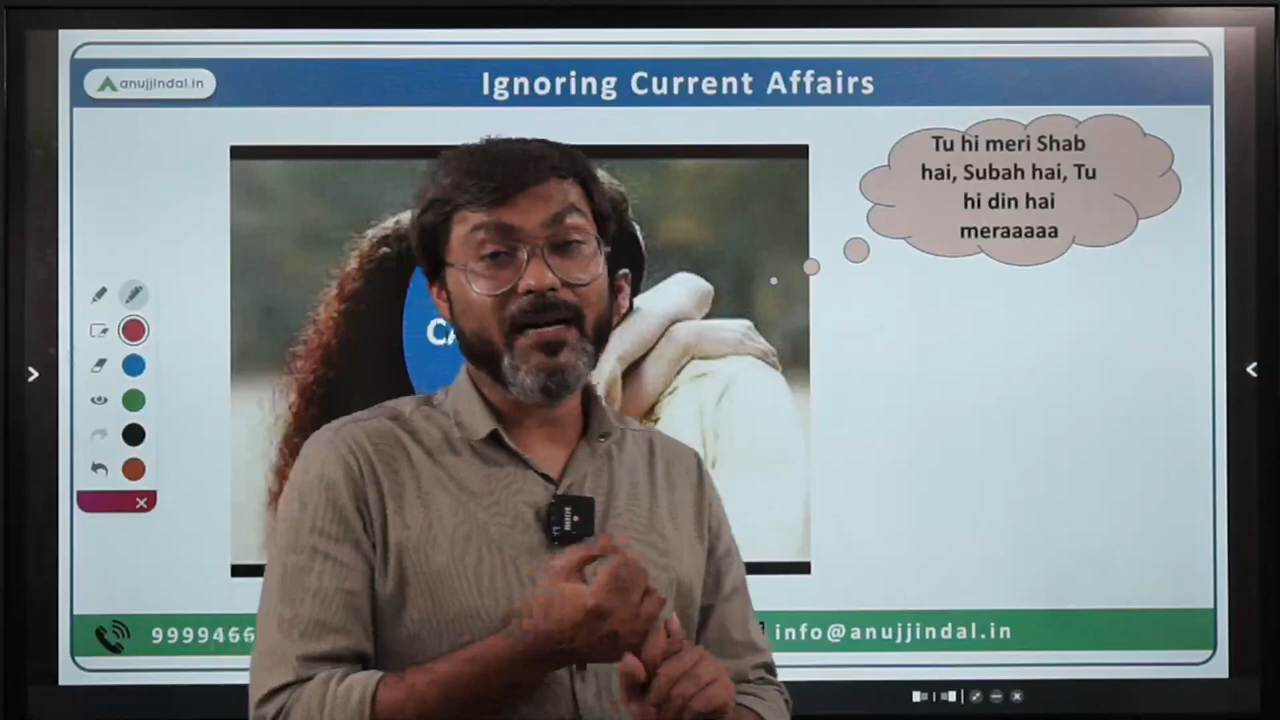 anujjindal.in
Ignoring Current Affairs
Tu hi meri Shab
hai, Subah hai, Tu
hi din hai
meraaaaa
CA
9999466
info@anujjindal.in